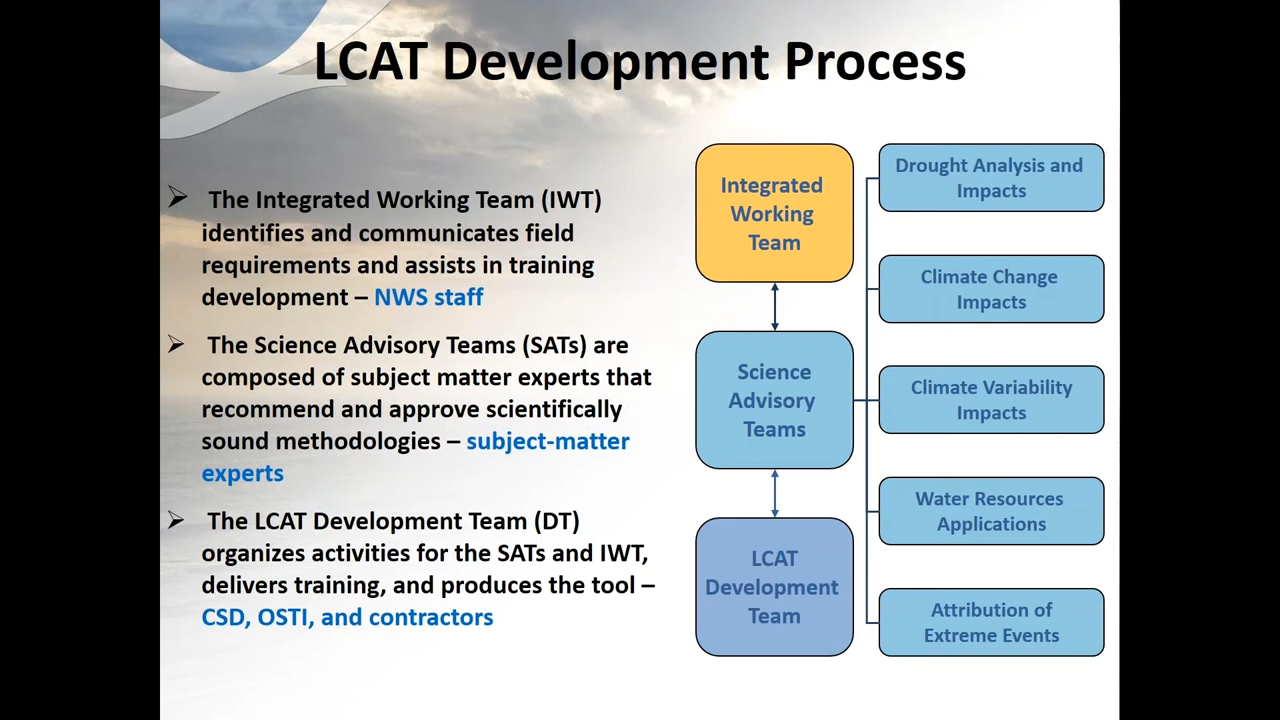 LCAT Development Process
The Integrated Working Team (IWT)
identifies and communicates field
requirements and assists in training
development – NWS staff
The Science Advisory Teams (SATs) are
composed of subject matter experts that
recommend and approve scientifically
sound methodologies – subject-matter
experts
The LCAT Development Team (DT)
organizes activities for the SATs and IWT,
delivers training, and produces the tool –
CSD, OSTI, and contractors
Integrated
Working
Team
Science
Advisory
Teams
LCAT
Development
Team
Drought Analysis and
Impacts
Climate Change
Impacts
Climate Variability
Impacts
Water Resources
Applications
Attribution of
Extreme Events